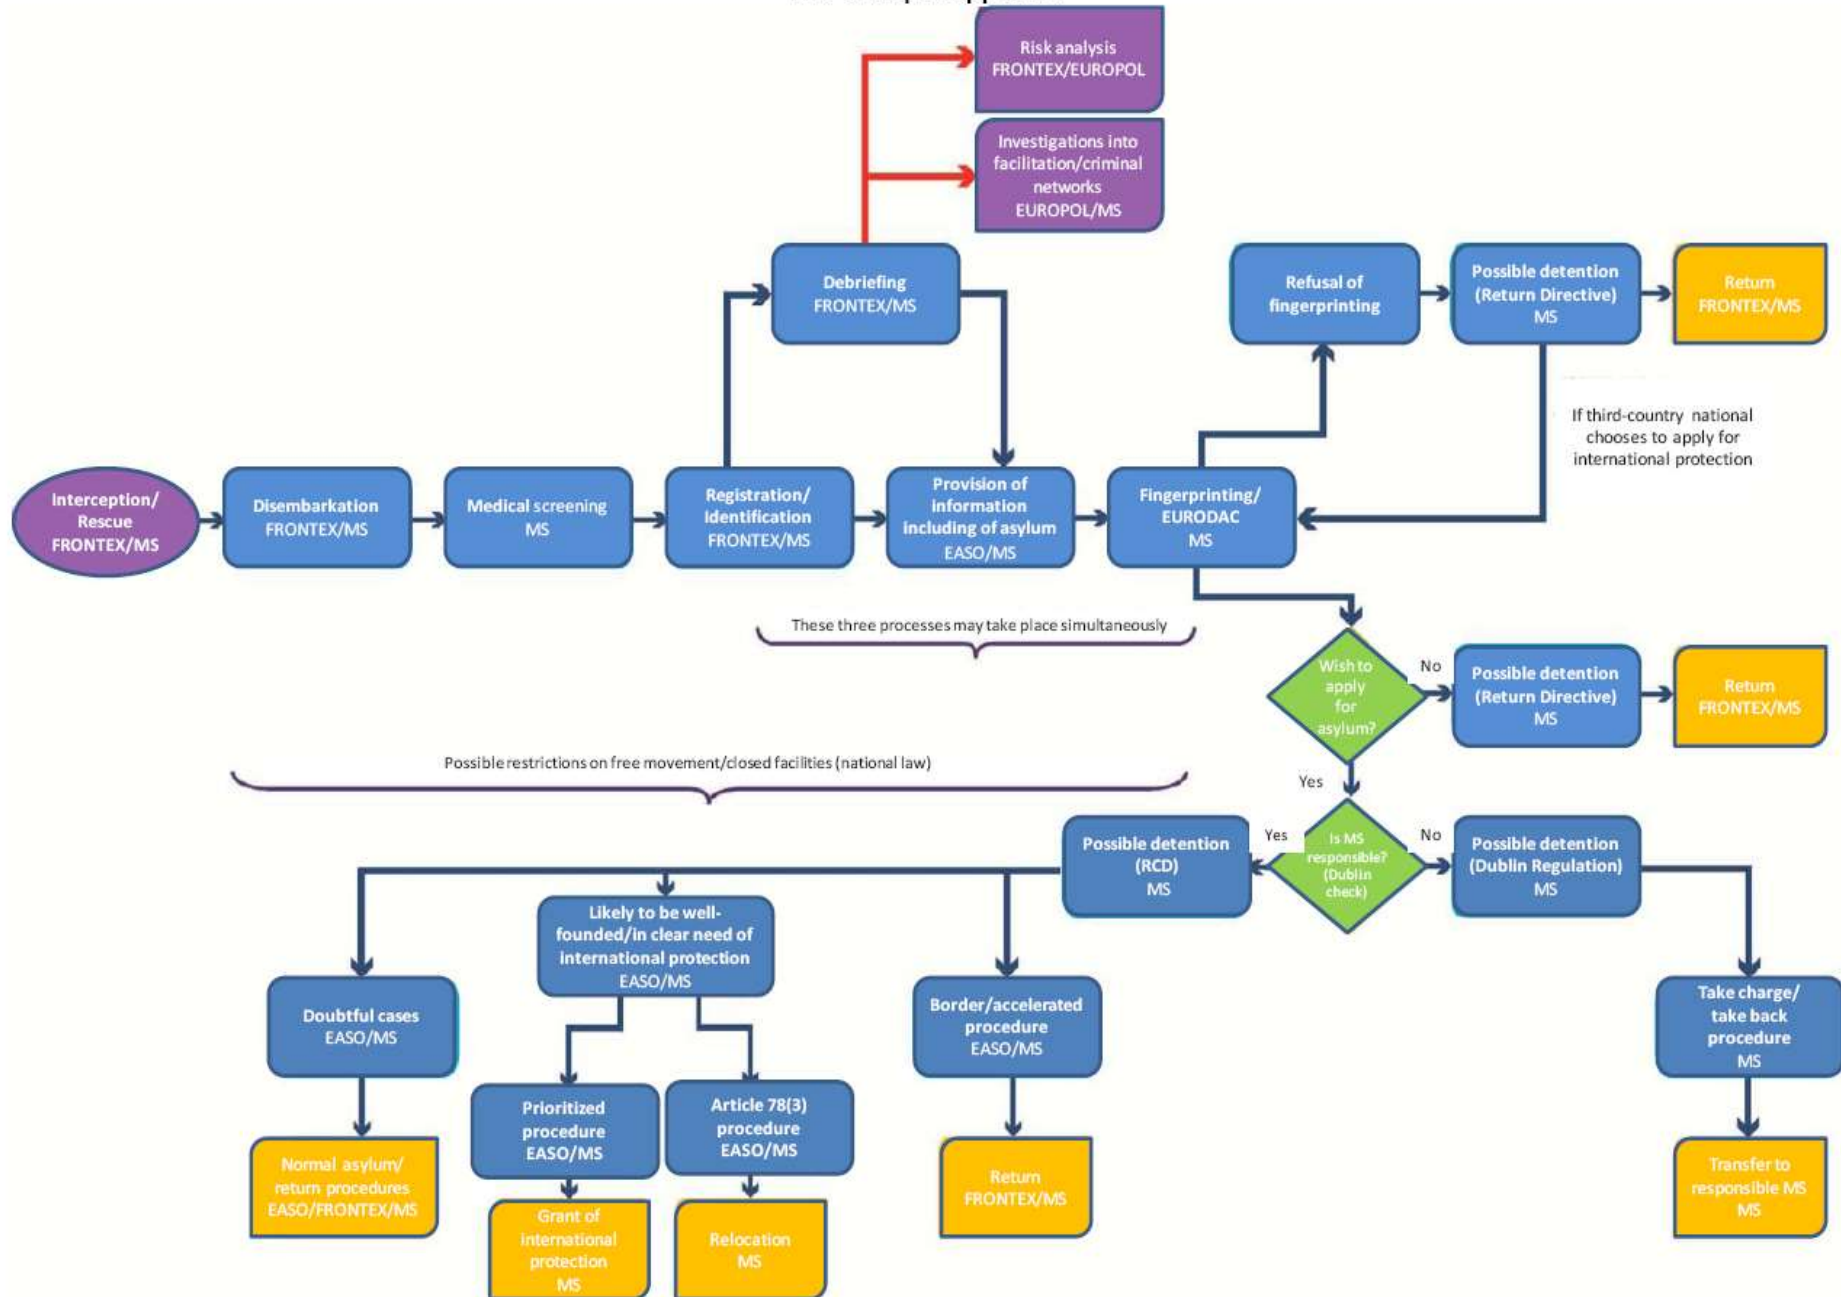 Risk analysis
FRONTEX/EUROPOL
Investigations into
facilitation/criminal
networks
EUROPOL/MS
Debriefing
FRONTEX/MS
Refusal of
fingerprinting
Possible detention
(Return Directive)
MS
Return
FRONTEX/MS
If third-country national
chooses to apply for
international protection
Interception/
Rescue
FRONTEX/MS
Disembarkation
FRONTEX/MS
Medical screening
MS
Registration/
Identification
FRONTEX/MS
Provision of
information
including of asylum
EASO/MS
Fingerprinting/
EURODAC
MS
These three processes may take place simultaneously
Wish to
apply
for
asylum?
No
Possible detention
(Return Directive)
MS
Return
FRONTEX/MS
Possible restrictions on free movement/closed facilities (national law)
Yes
Is MS
responsible?
(Dublin
check)
Yes
No
Possible detention
(RCD)
MS
Possible detention
(Dublin Regulation)
MS
Likely to be well-
founded/in clear need of
international protection
EASO/MS
Doubtful cases
EASO/MS
Border/accelerated
procedure
EASO/MS
Take charge/
take back
procedure
MS
Prioritized
procedure
EASO/MS
Article 78(3)
procedure
EASO/MS
Normal asylum/
return procedures
EASO/FRONTEX/MS
Grant of
international
protection
MS
Relocation
MS
Return
FRONTEX/MS
Transfer to
responsible MS
MS